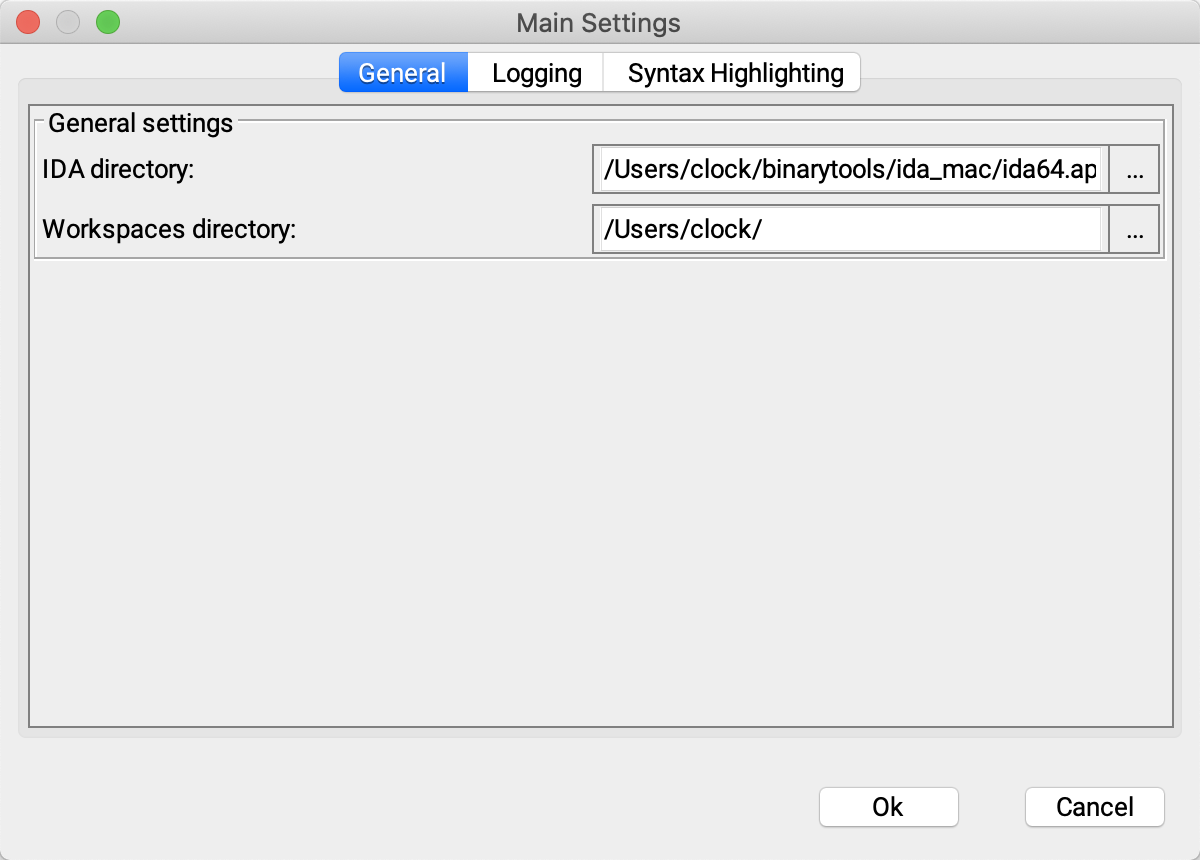 Main Settings
General Logging Syntax Highlighting
General settings
IDA directory: /Users/clock/binarytools/ida_mac/ida64.ap ...
Workspaces directory: /Users/clock/ ...
Ok Cancel